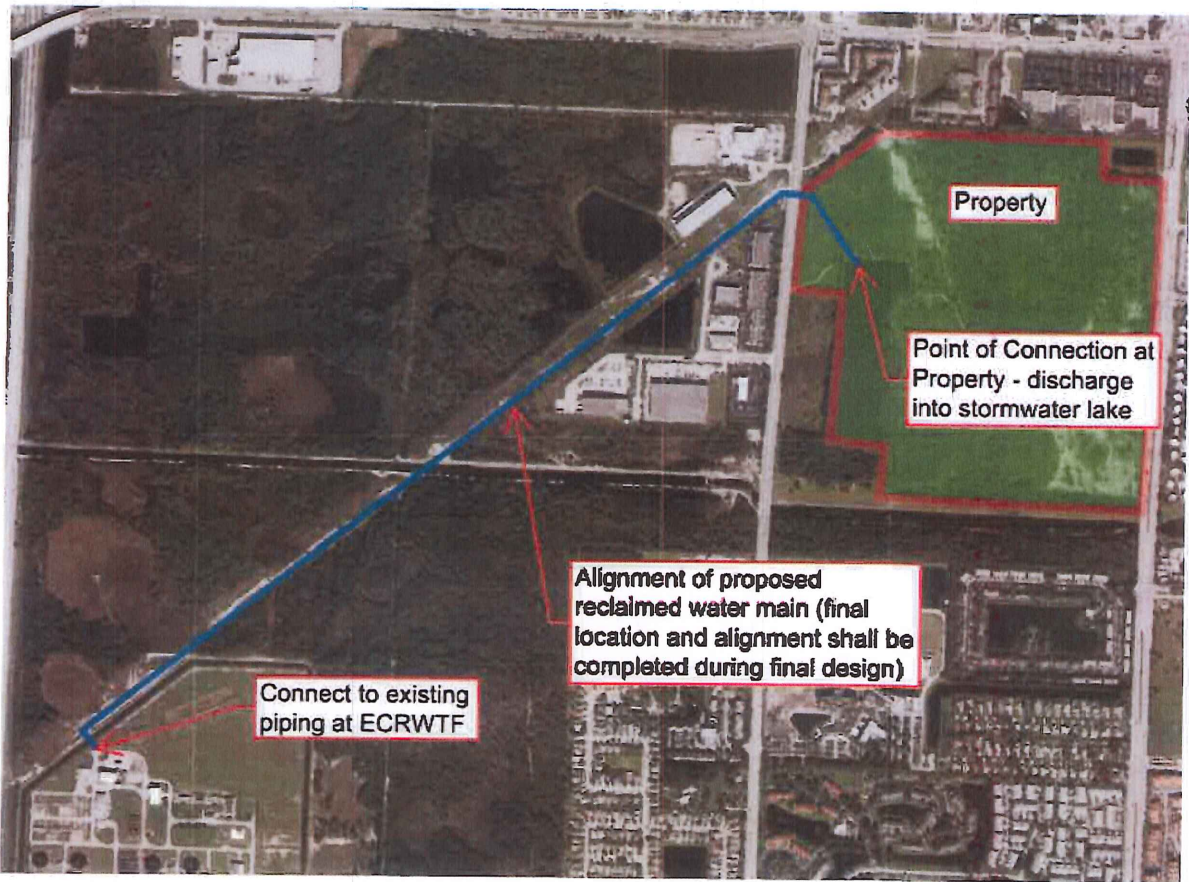 Property
Point of Connection at
Property - discharge
into stormwater lake
Alignment of proposed
reclaimed water main (final
location and alignment shall be
completed during final design)
Connect to existing
piping at ECRWTF